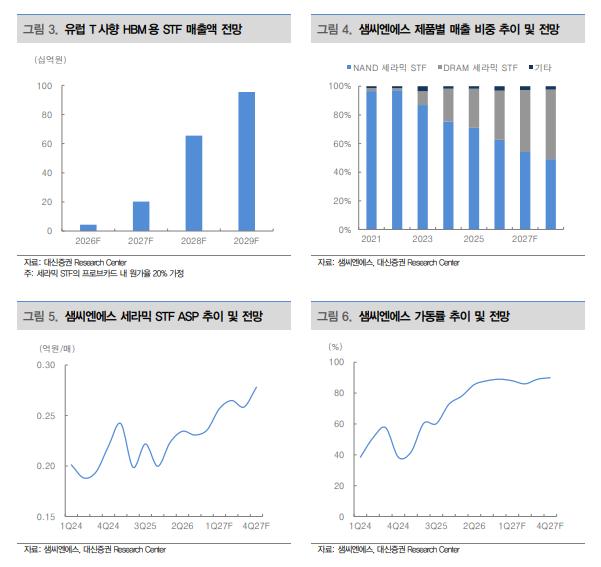 그림 3. 유럽 T사향 HBM용 STF 매출액 전망
(십억원)
100
80
60
40
20
0
2026F 2027F 2028F 2029F
자료: 대신증권 Research Center
주: 세라믹 STF의 프로브카드 내 원가율 20% 가정
그림 4. 샘씨엔에스 제품별 매출 비중 추이 및 전망
NAND 세라믹 STF DRAM 세라믹 STF 기타
100%
80%
60%
40%
20%
0%
2021 2023 2025 2027F
자료: 샘씨엔에스, 대신증권 Research Center
그림 5. 샘씨엔에스 세라믹 STF ASP 추이 및 전망
(억원/매)
0.30
0.25
0.20
0.15
1Q24 4Q24 3Q25 2Q26 1Q27F 4Q27F
자료: 샘씨엔에스, 대신증권 Research Center
그림 6. 샘씨엔에스 가동률 추이 및 전망
(%)
100
80
60
40
20
0
1Q24 4Q24 3Q25 2Q26 1Q27F 4Q27F
자료: 샘씨엔에스, 대신증권 Research Center